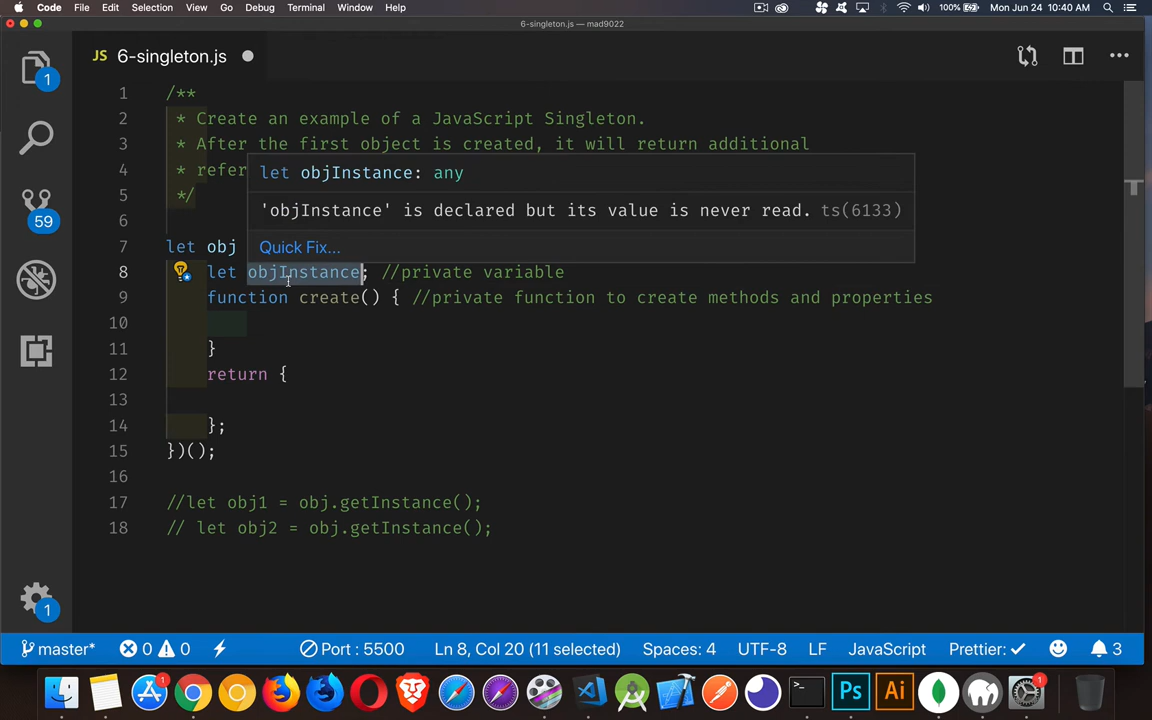 Code File Edit Selection View Go Debug Terminal Window Help 100% Mon Jun 24 10:40 AM
6-singleton.js — mad9022
JS 6-singleton.js
1 /**
2 * Create an example of a JavaScript Singleton.
3 * After the first object is created, it will return additional
4 * refer
let objInstance: any
5 */
'objInstance' is declared but its value is never read. ts(6133)
6
7 let obj
Quick Fix...
8 let objInstance; //private variable
9 function create() { //private function to create methods and properties
10
11 }
12 return {
13
14 };
15 })();
16
17 //let obj1 = obj.getInstance();
18 // let obj2 = obj.getInstance();
1
59
1
master* 0 0 Port : 5500 Ln 8, Col 20 (11 selected) Spaces: 4 UTF-8 LF JavaScript Prettier: ✓ 3
1 >_ Ps Ai 1